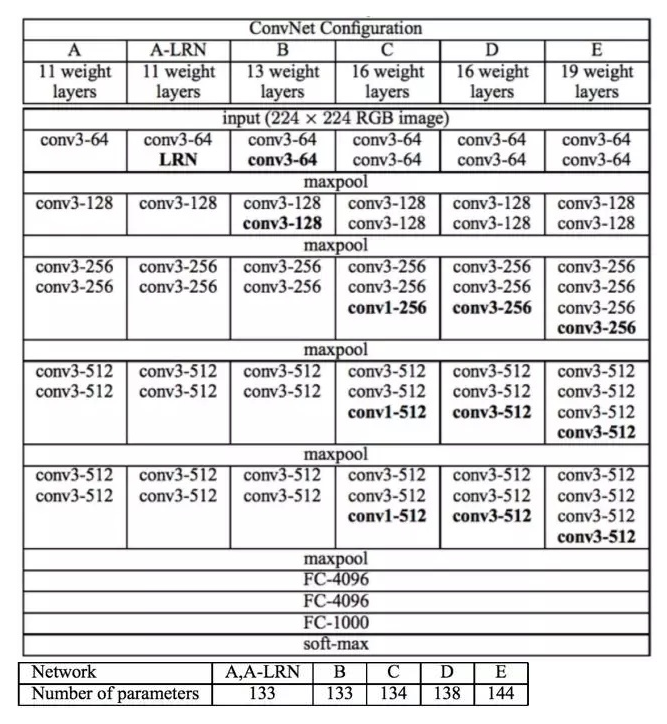 ConvNet Configuration
A A-LRN B C D E
11 weight 11 weight 13 weight 16 weight 16 weight 19 weight
layers layers layers layers layers layers
input (224 × 224 RGB image)
conv3-64 conv3-64 conv3-64 conv3-64 conv3-64 conv3-64
LRN conv3-64 conv3-64 conv3-64 conv3-64
maxpool
conv3-128 conv3-128 conv3-128 conv3-128 conv3-128 conv3-128
conv3-128 conv3-128 conv3-128 conv3-128
maxpool
conv3-256 conv3-256 conv3-256 conv3-256 conv3-256 conv3-256
conv3-256 conv3-256 conv3-256 conv3-256 conv3-256 conv3-256
conv1-256 conv3-256 conv3-256
conv3-256
maxpool
conv3-512 conv3-512 conv3-512 conv3-512 conv3-512 conv3-512
conv3-512 conv3-512 conv3-512 conv3-512 conv3-512 conv3-512
conv1-512 conv3-512 conv3-512
conv3-512
maxpool
conv3-512 conv3-512 conv3-512 conv3-512 conv3-512 conv3-512
conv3-512 conv3-512 conv3-512 conv3-512 conv3-512 conv3-512
conv1-512 conv3-512 conv3-512
conv3-512
maxpool
FC-4096
FC-4096
FC-1000
soft-max
Network A,A-LRN B C D E
Number of parameters 133 133 134 138 144